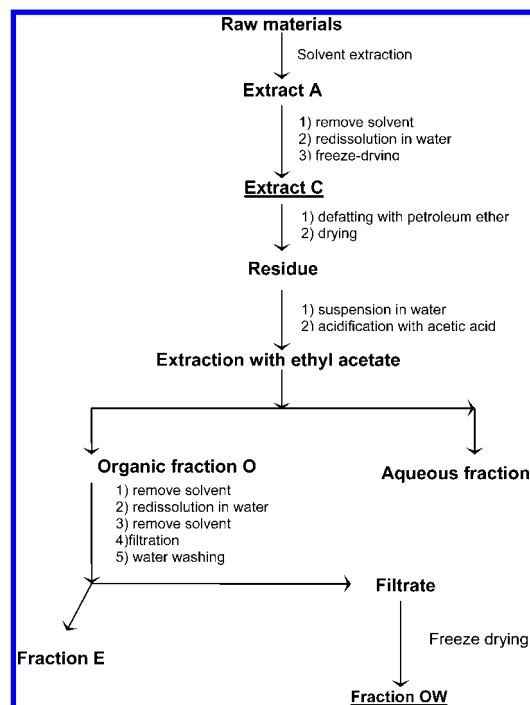 Raw materials
Solvent extraction
Extract A
1) remove solvent
2) redissolution in water
3) freeze-drying
Extract C
1) defatting with petroleum ether
2) drying
Residue
1) suspension in water
2) acidification with acetic acid
Extraction with ethyl acetate
Organic fraction O
Aqueous fraction
1) remove solvent
2) redissolution in water
3) remove solvent
4)filtration
5) water washing
Filtrate
Fraction E
Freeze drying
Fraction OW